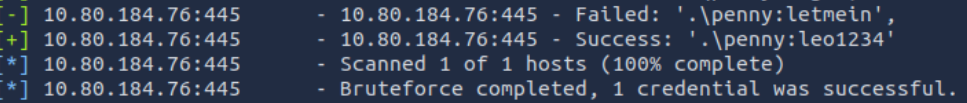 [-] 10.80.184.76:445 - 10.80.184.76:445 - Failed: '.\penny:letmein',
[+] 10.80.184.76:445 - 10.80.184.76:445 - Success: '.\penny:leo1234'
[*] 10.80.184.76:445 - Scanned 1 of 1 hosts (100% complete)
[*] 10.80.184.76:445 - Bruteforce completed, 1 credential was successful.